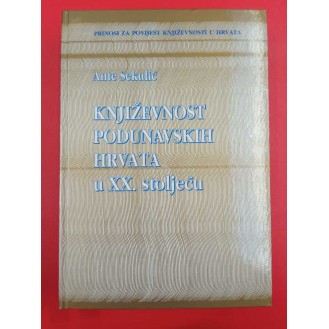 PRINOSI ZA POVIJEST KNJIŽEVNOSTI U HRVATA
Ante Sekulić
KNJIŽEVNOST
PODUNAVSKIH
HRVATA
u XX. stoljeću